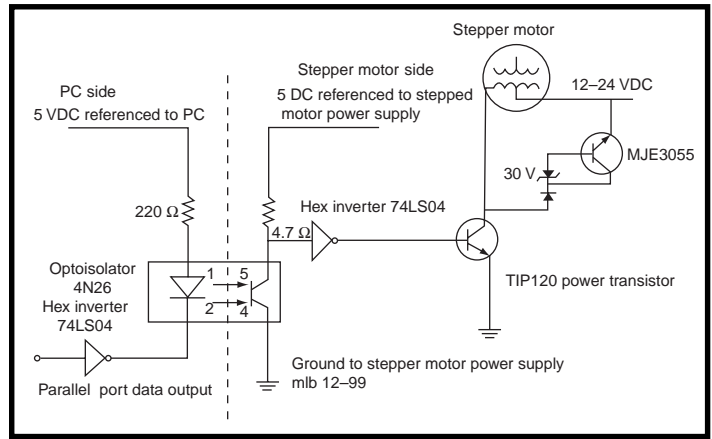 Stepper motor
PC side
5 VDC referenced to PC
Stepper motor side
5 DC referenced to stepped
motor power supply
12–24 VDC
MJE3055
30 V
220 Ω
4.7 Ω
Hex inverter 74LS04
TIP120 power transistor
Optoisolator
4N26
Hex inverter
74LS04
1
5
2
4
Parallel port data output
Ground to stepper motor power supply
mlb 12–99